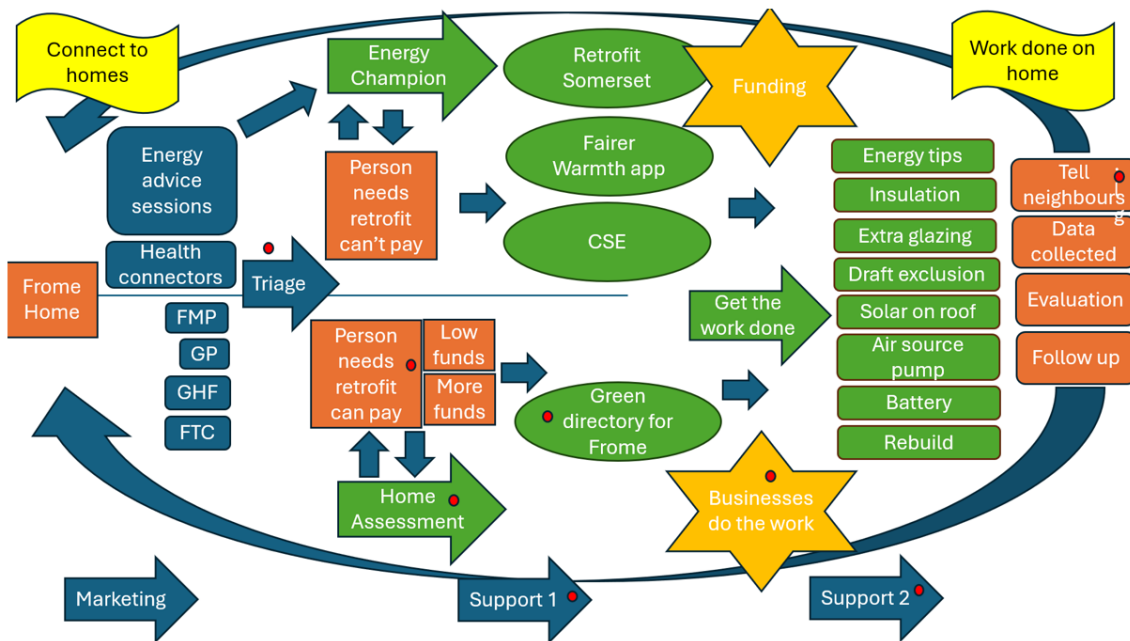 Connect to
homes
Energy
Champion
Retrofit
Somerset
Funding
Work done on
home
Energy
advice
sessions
Person
needs
retrofit
can't pay
Fairer
Warmth app
CSE
Energy tips
Insulation
Extra glazing
Draft exclusion
Solar on roof
Air source
pump
Battery
Rebuild
Tell
neighbours
Data
collected
Evaluation
Follow up
Health
connectors
Triage
Frome
Home
FMP
GP
GHF
FTC
Get the
work done
Person
needs
retrofit
can pay
Low
funds
More
funds
Green
directory for
Frome
Home
Assessment
Businesses
do the work
Marketing
Support 1
Support 2